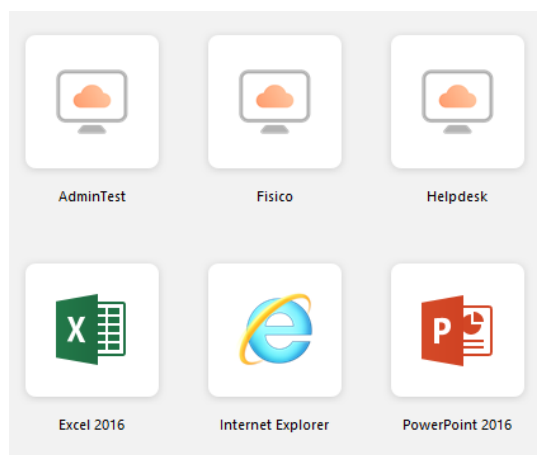 AdminTest
Fisico
Helpdesk
X
P
Excel 2016
Internet Explorer
PowerPoint 2016